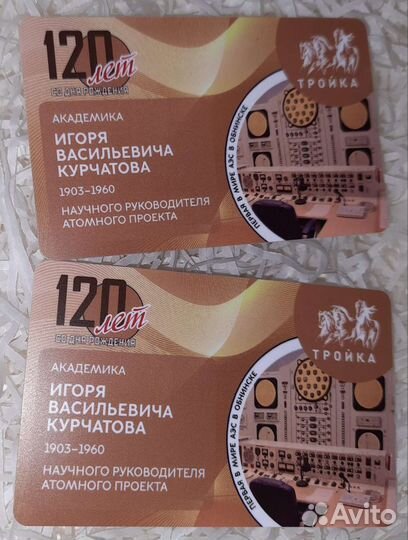 120 лет
СО ДНЯ РОЖДЕНИЯ
ТРОЙКА
АКАДЕМИКА
ИГОРЯ
ВАСИЛЬЕВИЧА
КУРЧАТОВА
1903–1960
НАУЧНОГО РУКОВОДИТЕЛЯ
АТОМНОГО ПРОЕКТА
ПЕРВАЯ В МИРЕ АЭС В ОБНИНСКЕ
120 лет
СО ДНЯ РОЖДЕНИЯ
ТРОЙКА
АКАДЕМИКА
ИГОРЯ
ВАСИЛЬЕВИЧА
КУРЧАТОВА
1903–1960
НАУЧНОГО РУКОВОДИТЕЛЯ
АТОМНОГО ПРОЕКТА
ПЕРВАЯ В МИРЕ АЭС В ОБНИНСКЕ
Avito